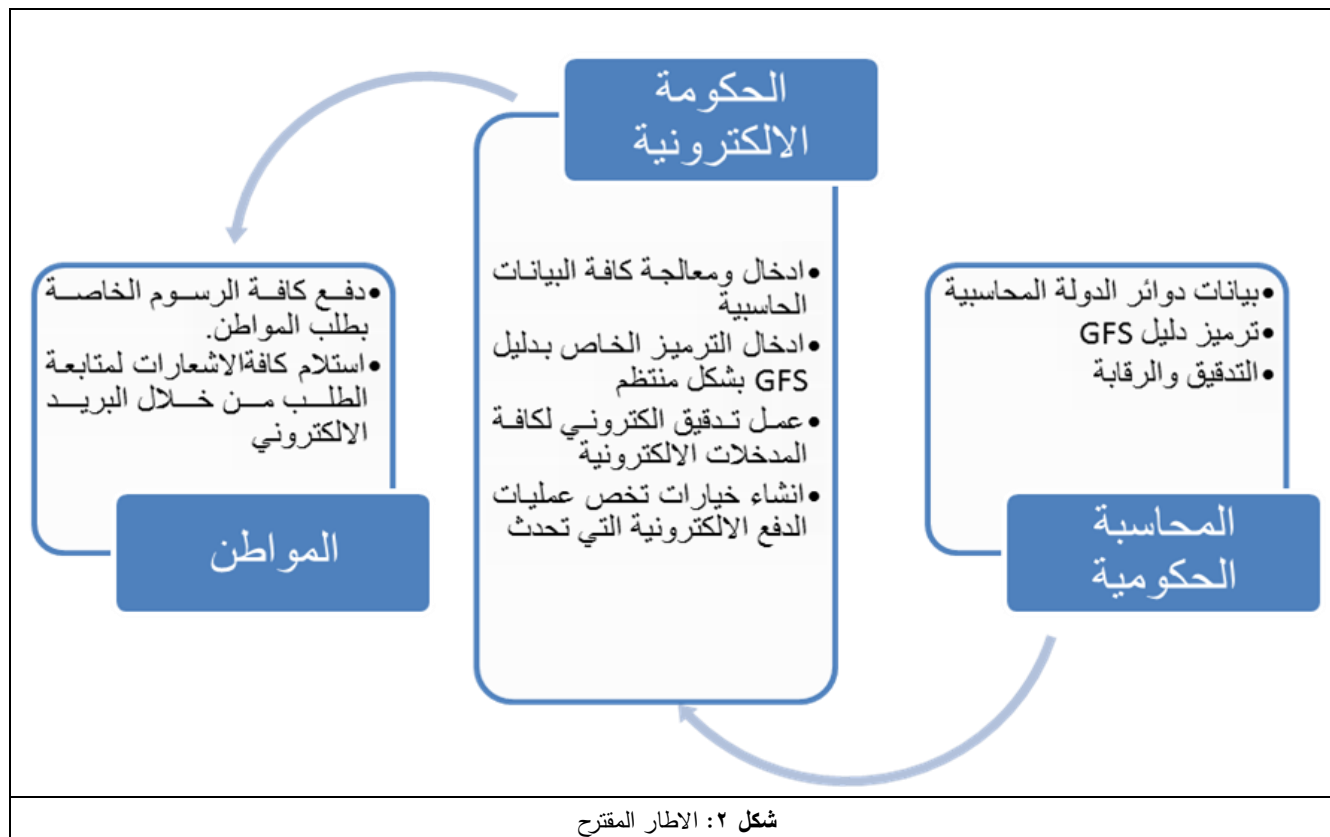 المحاسبة
الحكومية
•بيانات دوائر الدولة المحاسبية
•ترميز دليل GFS
•التدقيق والرقابة
الحكومة
الالكترونية
•ادخال ومعالجة كافة البيانات
الحاسبية
•ادخال الترميز الخاص بدليل
GFS بشكل منتظم
•عمل تدقيق الكتروني لكافة
المدخلات الالكترونية
•انشاء خيارات تخص عمليات
الدفع الالكترونية التي تحدث
•دفع كافة الرسوم الخاصة
بطلب المواطن.
•استلام كافةالاشعارات لمتابعة
الطلب من خلال البريد
الالكتروني
المواطن
شكل ٢: الاطار المقترح